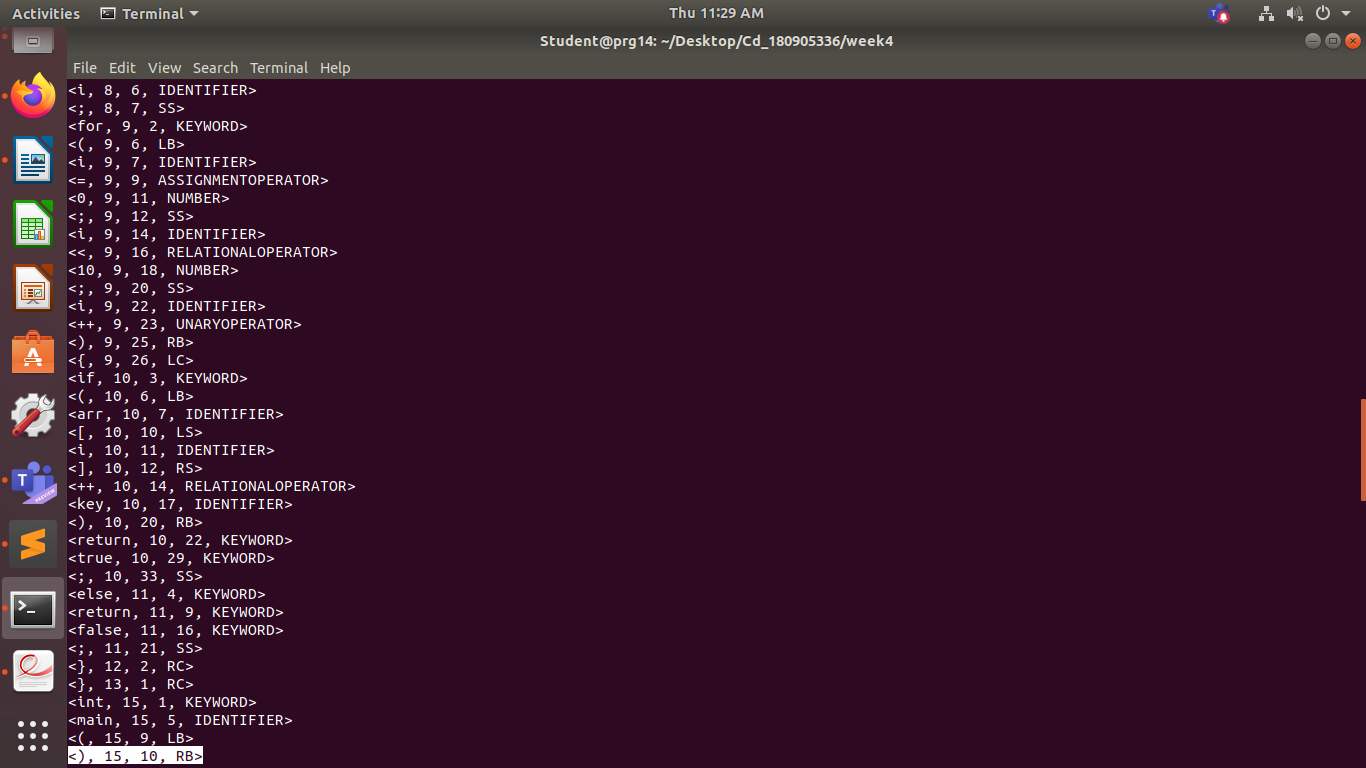 Activities Terminal Thu 11:29 AM
Student@prg14: ~/Desktop/Cd_180905336/week4
File Edit View Search Terminal Help
<i, 8, 6, IDENTIFIER>
<;, 8, 7, SS>
<for, 9, 2, KEYWORD>
<(, 9, 6, LB>
<i, 9, 7, IDENTIFIER>
<=, 9, 9, ASSIGNMENTOPERATOR>
<0, 9, 11, NUMBER>
<;, 9, 12, SS>
<i, 9, 14, IDENTIFIER>
<<, 9, 16, RELATIONALOPERATOR>
<10, 9, 18, NUMBER>
<;, 9, 20, SS>
<i, 9, 22, IDENTIFIER>
<++, 9, 23, UNARYOPERATOR>
<), 9, 25, RB>
<{, 9, 26, LC>
<if, 10, 3, KEYWORD>
<(, 10, 6, LB>
<arr, 10, 7, IDENTIFIER>
<[, 10, 10, LS>
<i, 10, 11, IDENTIFIER>
<], 10, 12, RS>
<++, 10, 14, RELATIONALOPERATOR>
<key, 10, 17, IDENTIFIER>
<), 10, 20, RB>
<return, 10, 22, KEYWORD>
<true, 10, 29, KEYWORD>
<;, 10, 33, SS>
<else, 11, 4, KEYWORD>
<return, 11, 9, KEYWORD>
<false, 11, 16, KEYWORD>
<;, 11, 21, SS>
<}, 12, 2, RC>
<}, 13, 1, RC>
<int, 15, 1, KEYWORD>
<main, 15, 5, IDENTIFIER>
<(, 15, 9, LB>
<), 15, 10, RB>